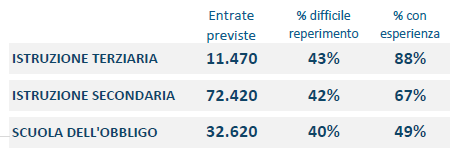 Entrate previste % difficile reperimento % con esperienza
ISTRUZIONE TERZIARIA 11.470 43% 88%
ISTRUZIONE SECONDARIA 72.420 42% 67%
SCUOLA DELL'OBBLIGO 32.620 40% 49%